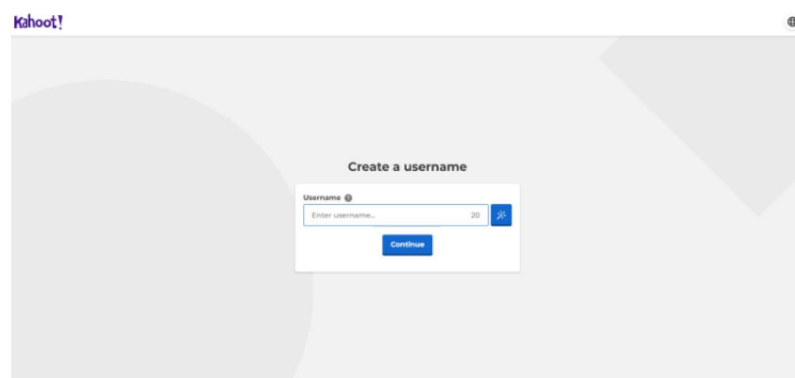 Kahoot!
Create a username
Username
Enter username... 20
Continue